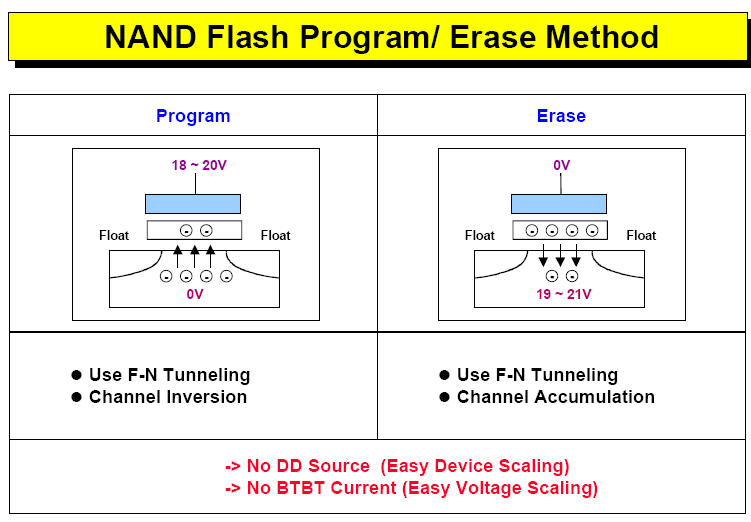 NAND Flash Program/ Erase Method
Program
Erase
18 ~ 20V
Float
Float
- -
- - - -
0V
0V
Float
Float
- - - -
- -
19 ~ 21V
● Use F-N Tunneling
● Channel Inversion
● Use F-N Tunneling
● Channel Accumulation
-> No DD Source (Easy Device Scaling)
-> No BTBT Current (Easy Voltage Scaling)